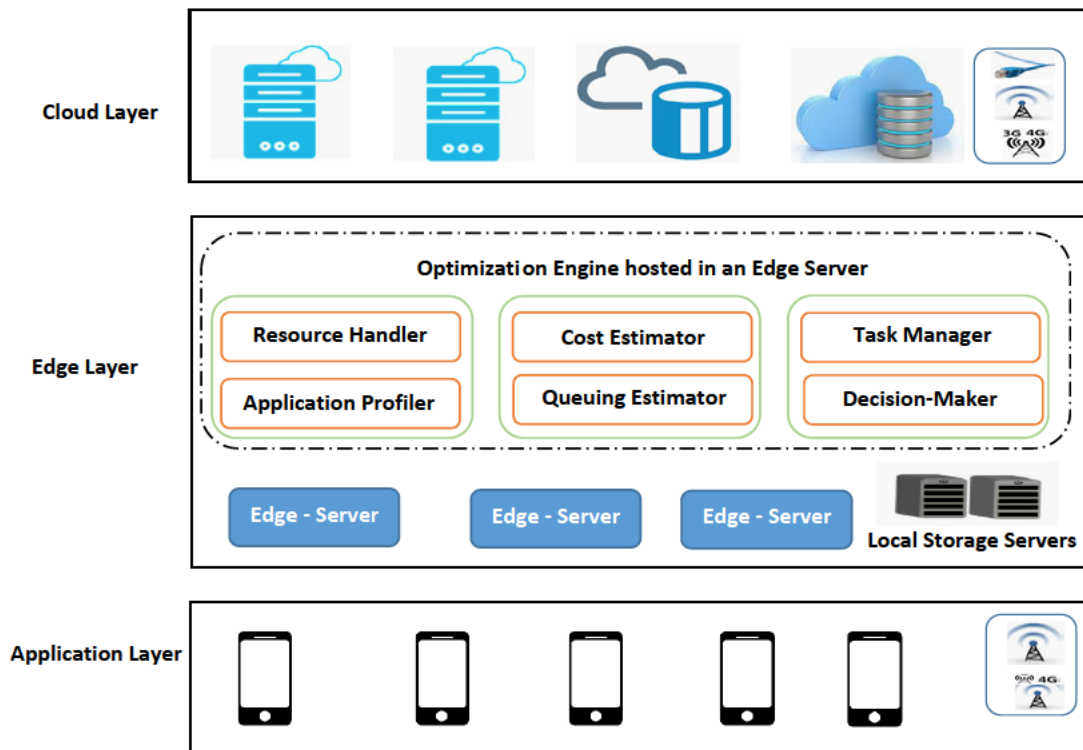 Cloud Layer
3G 4G
Edge Layer
Optimization Engine hosted in an Edge Server
Resource Handler
Cost Estimator
Task Manager
Application Profiler
Queuing Estimator
Decision-Maker
Edge - Server
Edge - Server
Edge - Server
Local Storage Servers
Application Layer
4G